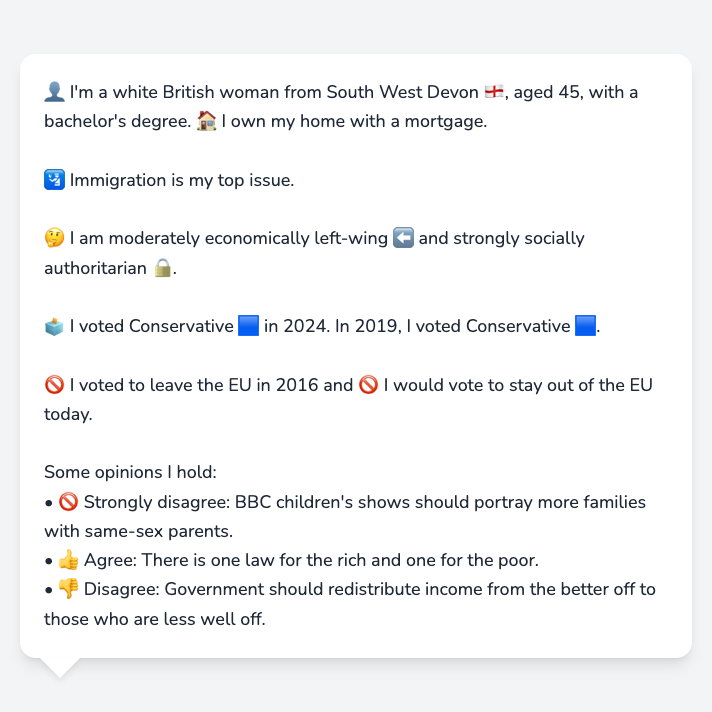 👤 I'm a white British woman from South West Devon 🏴󠁧󠁢󠁥󠁮󠁧󠁿, aged 45, with a
bachelor's degree. 🏠 I own my home with a mortgage.
🛂 Immigration is my top issue.
🤔 I am moderately economically left-wing ⬅️ and strongly socially
authoritarian 🔒.
🗳️ I voted Conservative 🟦 in 2024. In 2019, I voted Conservative 🟦.
🚫 I voted to leave the EU in 2016 and 🚫 I would vote to stay out of the EU
today.
Some opinions I hold:
• 🚫 Strongly disagree: BBC children's shows should portray more families
with same-sex parents.
• 👍 Agree: There is one law for the rich and one for the poor.
• 👎 Disagree: Government should redistribute income from the better off to
those who are less well off.